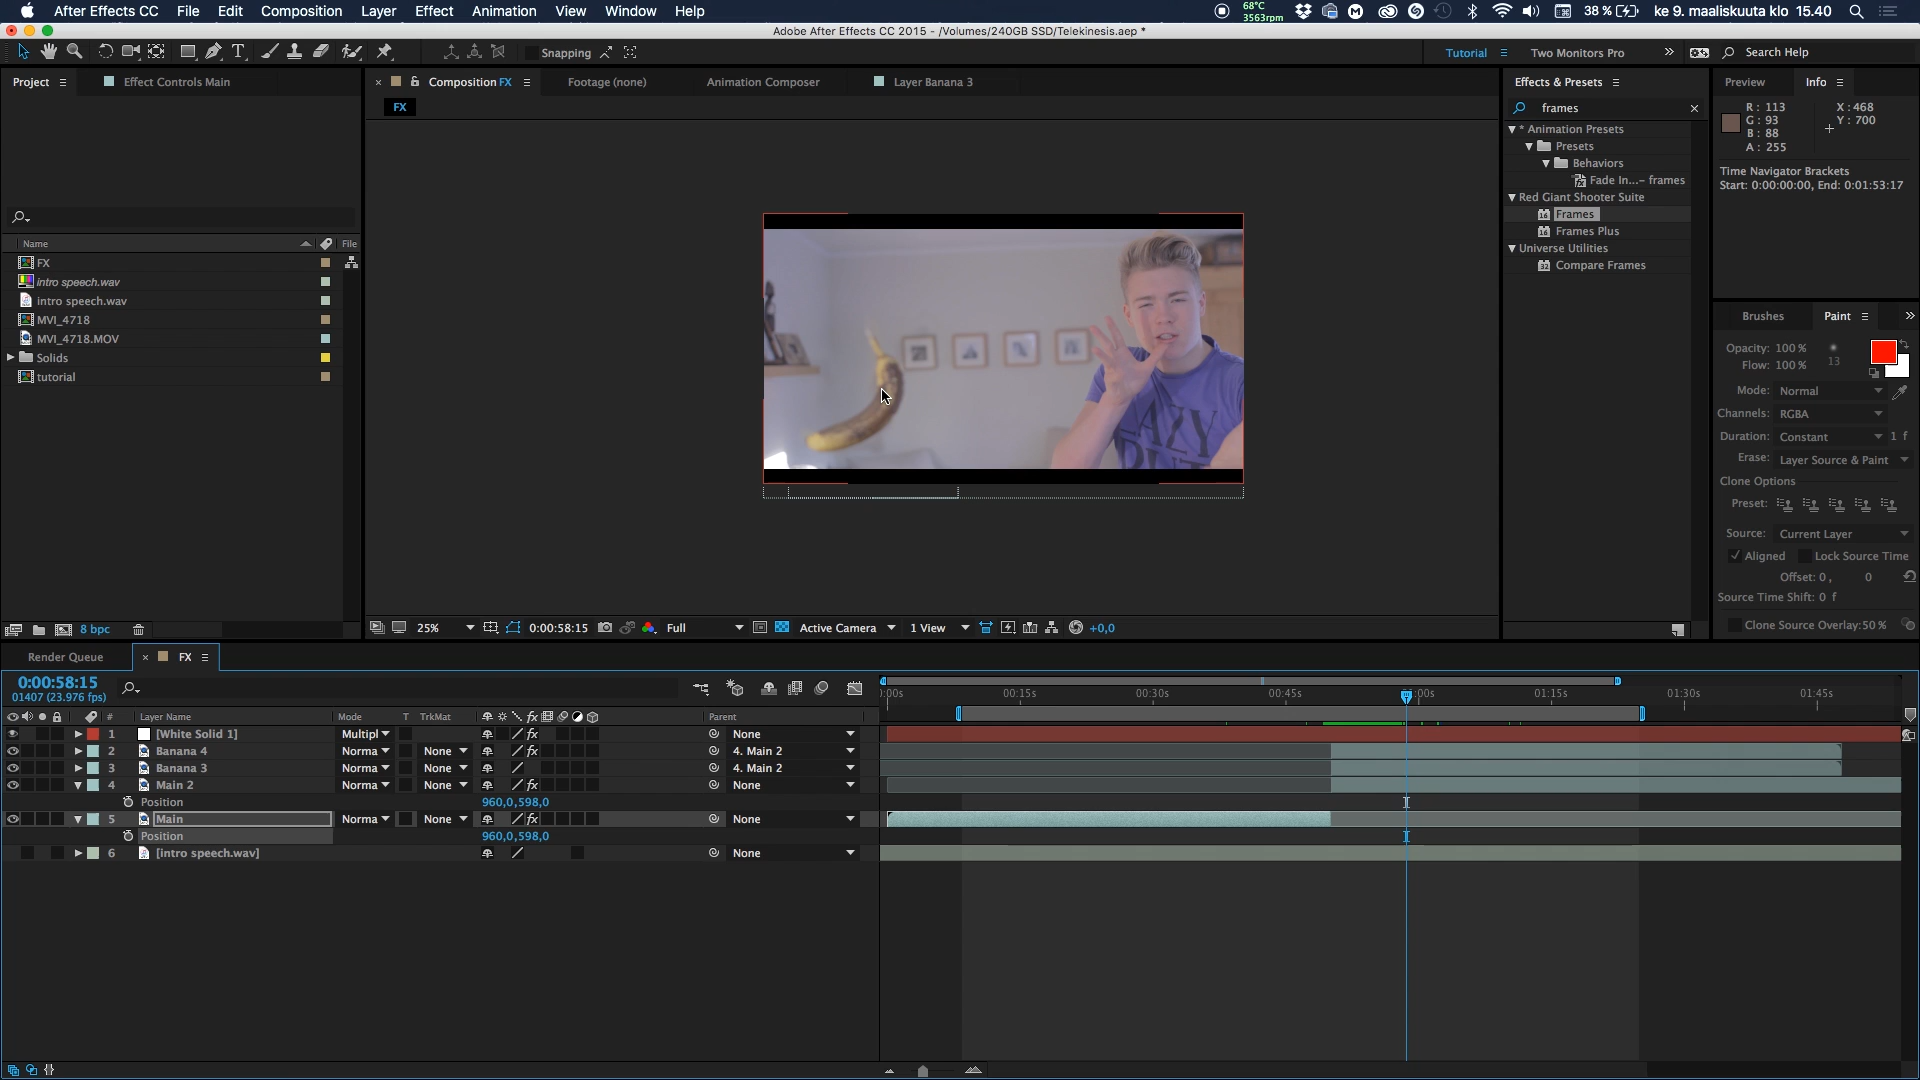 After Effects CC File Edit Composition Layer Effect Animation View Window Help 68°C 3563rpm 38 % ke 9. maaliskuuta klo 15.40
Adobe After Effects CC 2015 - /Volumes/240GB SSD/Telekinesis.aep *
Snapping Tutorial Two Monitors Pro Search Help
Project Effect Controls Main Composition FX Footage (none) Animation Composer Layer Banana 3 Effects & Presets Preview Info
FX
frames
R: 113 X: 468
G: 93 Y: 700
B: 88
A: 255
* Animation Presets
Presets
Behaviors
Fade In...- frames
Red Giant Shooter Suite
Frames
Frames Plus
Universe Utilities
Compare Frames
Time Navigator Brackets
Start: 0:00:00:00, End: 0:01:53:17
Name File
FX
intro speech.wav
intro speech.wav
MVI_4718
MVI_4718.MOV
Solids
tutorial
Brushes Paint
Opacity: 100 %
Flow: 100 % 13
Mode: Normal
Channels: RGBA
Duration: Constant 1 f
Erase: Layer Source & Paint
Clone Options
Preset:
Source: Current Layer
Aligned Lock Source Time
Offset: 0 , 0
Source Time Shift: 0 f
Clone Source Overlay: 50 %
8 bpc 25% 0:00:58:15 Full Active Camera 1 View +0,0
Render Queue FX
0:00:58:15
01407 (23.976 fps)
:00s 00:15s 00:30s 00:45s :00s 01:15s 01:30s 01:45s
# Layer Name Mode T TrkMat Parent
1 [White Solid 1] Multipl None
2 Banana 4 Norma None 4. Main 2
3 Banana 3 Norma None 4. Main 2
4 Main 2 Norma None None
Position 960,0,598,0
5 Main Norma None None
Position 960,0,598,0
6 [intro speech.wav] None